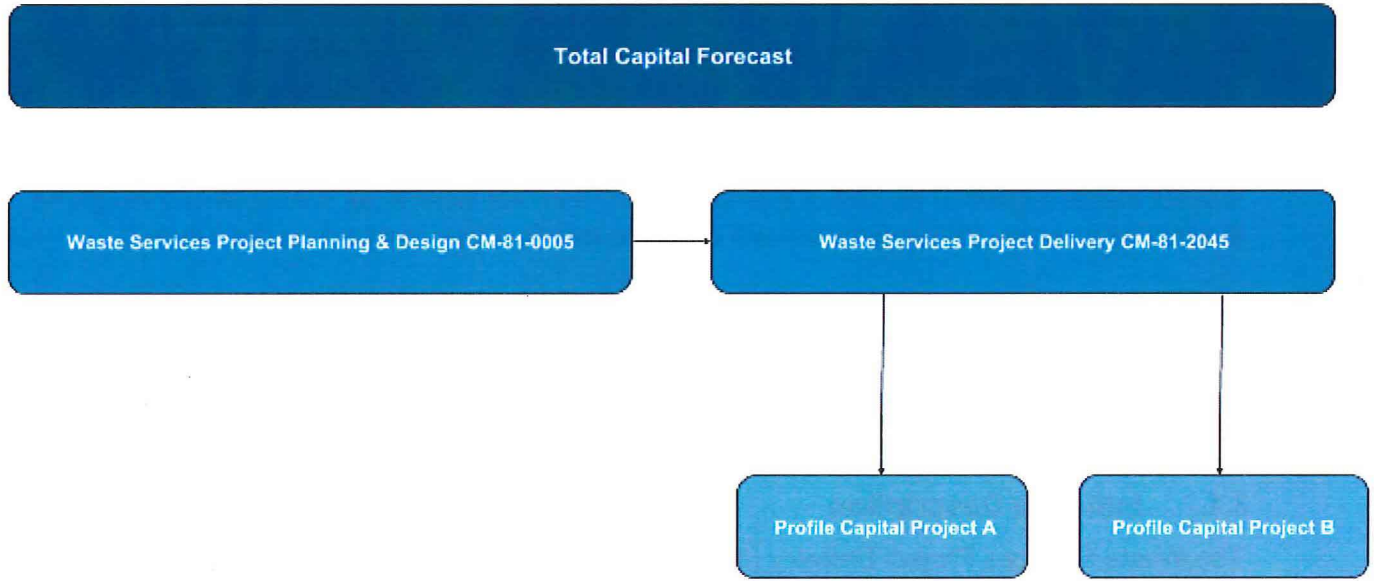 Total Capital Forecast
Waste Services Project Planning & Design CM-81-0005
Waste Services Project Delivery CM-81-2045
Profile Capital Project A
Profile Capital Project B